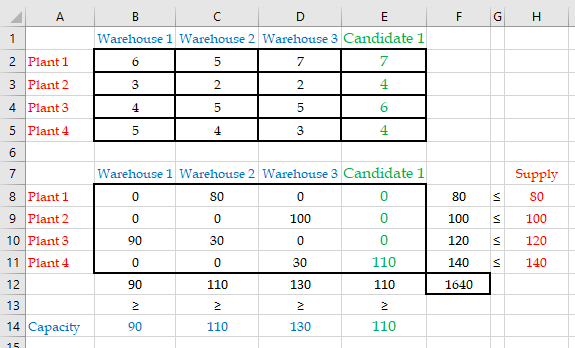 A B C D E F G H
1 Warehouse 1 Warehouse 2 Warehouse 3 Candidate 1
2 Plant 1 6 5 7 7
3 Plant 2 3 2 2 4
4 Plant 3 4 5 5 6
5 Plant 4 5 4 3 4
6
7 Warehouse 1 Warehouse 2 Warehouse 3 Candidate 1 Supply
8 Plant 1 0 80 0 0 80 ≤ 80
9 Plant 2 0 0 100 0 100 ≤ 100
10 Plant 3 90 30 0 0 120 ≤ 120
11 Plant 4 0 0 30 110 140 ≤ 140
12 90 110 130 110 1640
13 ≥ ≥ ≥ ≥
14 Capacity 90 110 130 110
15